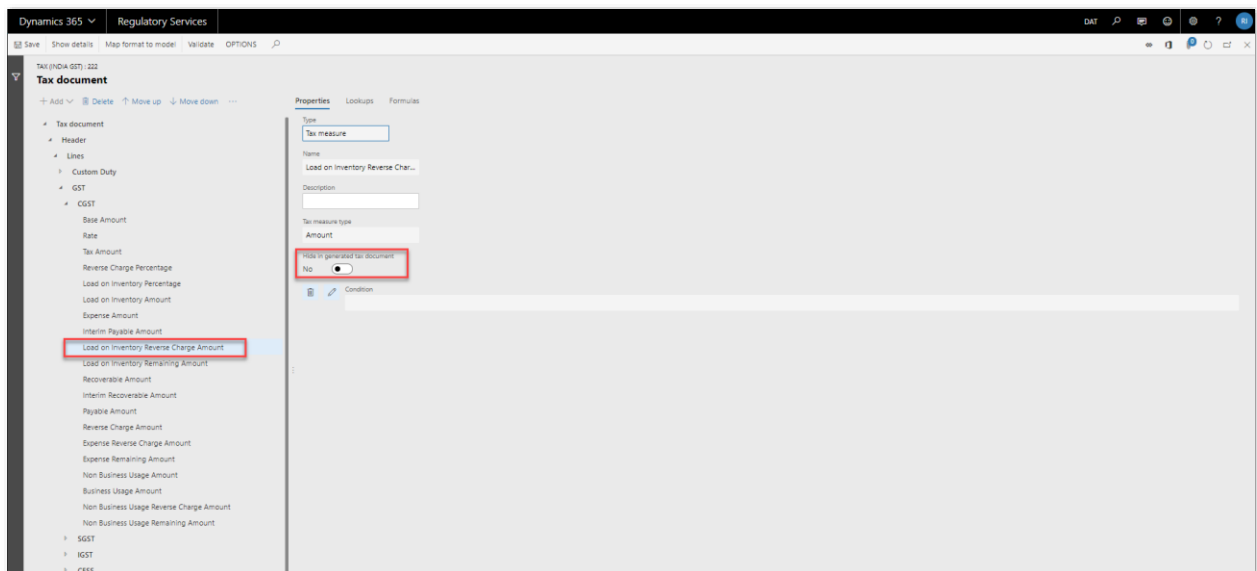 Dynamics 365 Regulatory Services DAT ? RI
Save Show details Map format to model Validate OPTIONS 0
TAX (INDIA GST) : 222
Tax document
+ Add Delete Move up Move down ...
Properties Lookups Formulas
Tax document
Header
Lines
Custom Duty
GST
CGST
Base Amount
Rate
Tax Amount
Reverse Charge Percentage
Load on Inventory Percentage
Load on Inventory Amount
Expense Amount
Interim Payable Amount
Load on Inventory Reverse Charge Amount
Load on Inventory Remaining Amount
Recoverable Amount
Interim Recoverable Amount
Payable Amount
Reverse Charge Amount
Expense Reverse Charge Amount
Expense Remaining Amount
Non Business Usage Amount
Business Usage Amount
Non Business Usage Reverse Charge Amount
Non Business Usage Remaining Amount
SGST
IGST
CESS
Type
Tax measure
Name
Load on Inventory Reverse Char...
Description
Tax measure type
Amount
Hide in generated tax document
No
Condition